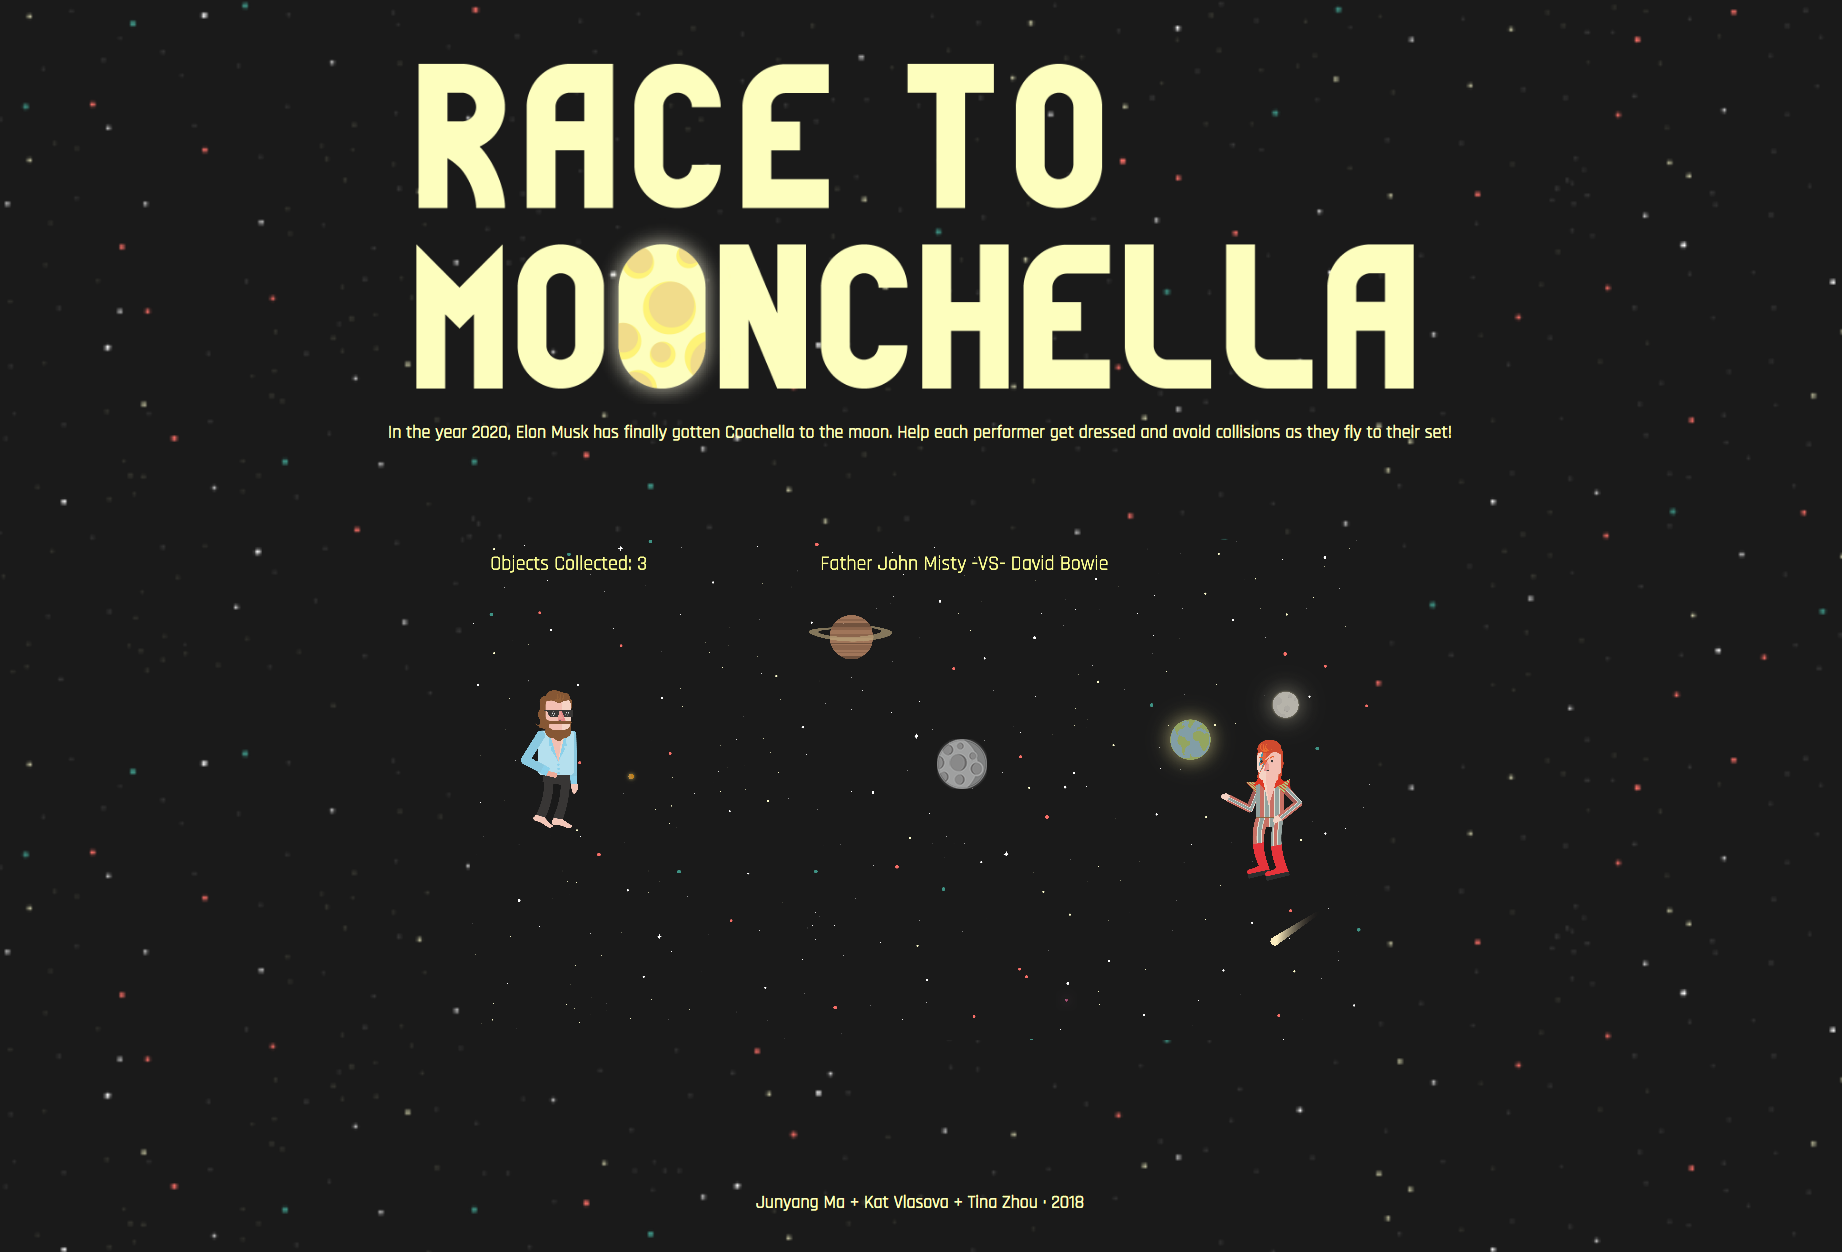 RACE TO
MOONCHELLA
In the year 2020, Elon Musk has finally gotten Coachella to the moon. Help each performer get dressed and avoid collisions as they fly to their set!
Objects Collected: 3
Father John Misty -VS- David Bowie
Junyang Ma + Kat Vlasova + Tina Zhou · 2018